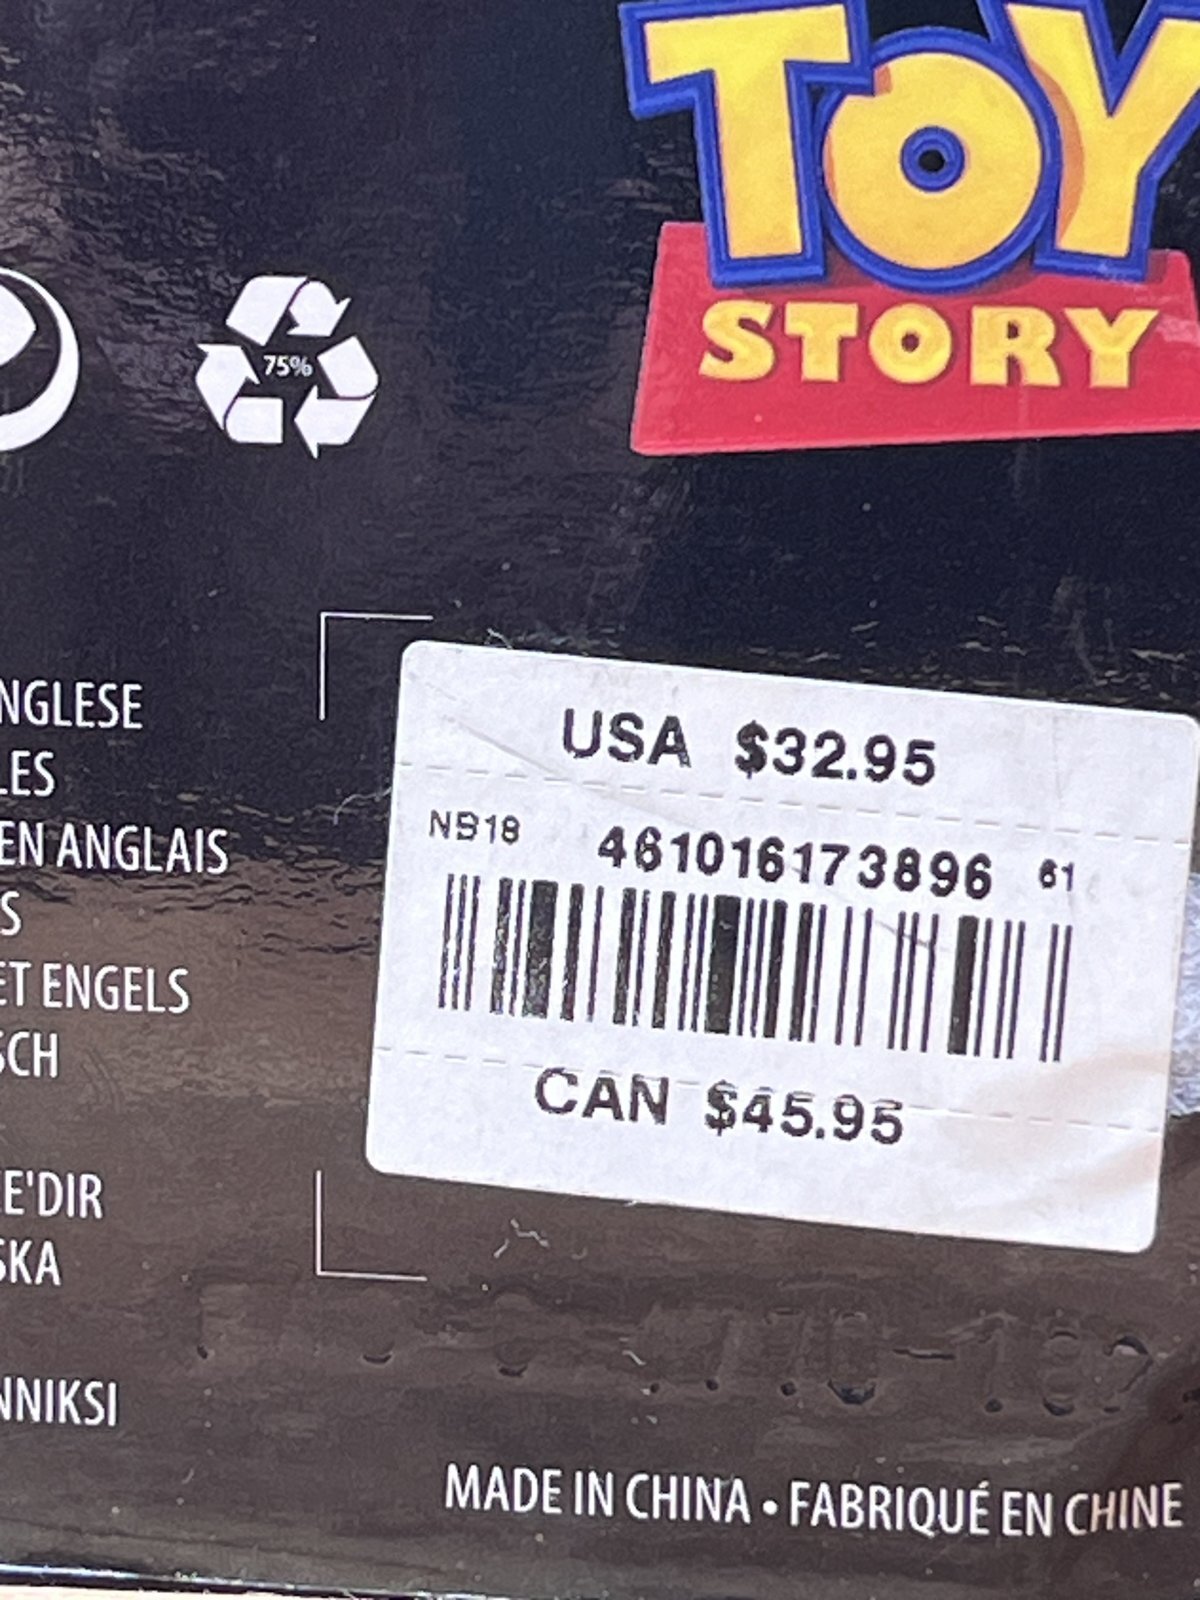 TOY
STORY
75%
NGLESE
LES
EN ANGLAIS
S
ET ENGELS
SCH
E'DIR
SKA
NNIKSI
USA $32.95
NB18 461016173896 61
CAN $45.95
MADE IN CHINA • FABRIQUÉ EN CHINE